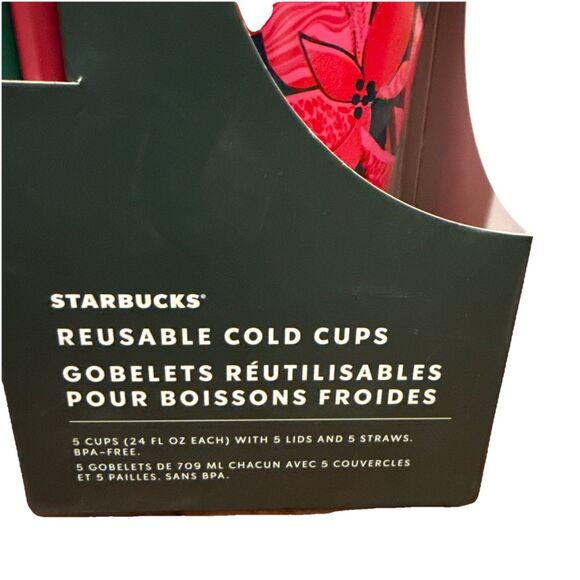 STARBUCKS®
REUSABLE COLD CUPS
GOBELETS RÉUTILISABLES
POUR BOISSONS FROIDES
5 CUPS (24 FL OZ EACH) WITH 5 LIDS AND 5 STRAWS.
BPA-FREE.
5 GOBELETS DE 709 ML CHACUN AVEC 5 COUVERCLES
ET 5 PAILLES. SANS BPA.